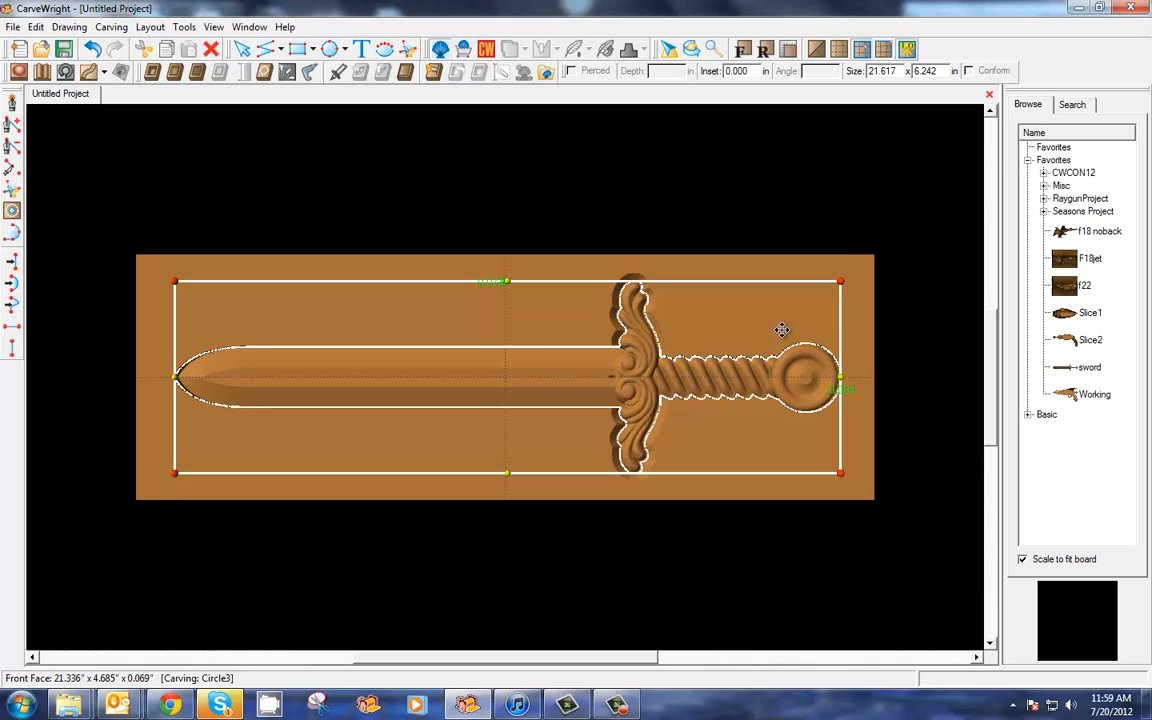 CarveWright - [Untitled Project]
File Edit Drawing Carving Layout Tools View Window Help
CW T F R
Pierced Depth: in Inset: 0.000 in Angle: Size: 21.617 x 6.242 in Conform
Untitled Project
Browse Search
Name
Favorites
Favorites
CWCON12
Misc
RaygunProject
Seasons Project
f18 noback
F18jet
f22
Slice1
Slice2
sword
Working
Basic
Scale to fit board
Front Face: 21.336" x 4.685" x 0.069" [Carving: Circle3]
11:59 AM
7/20/2012